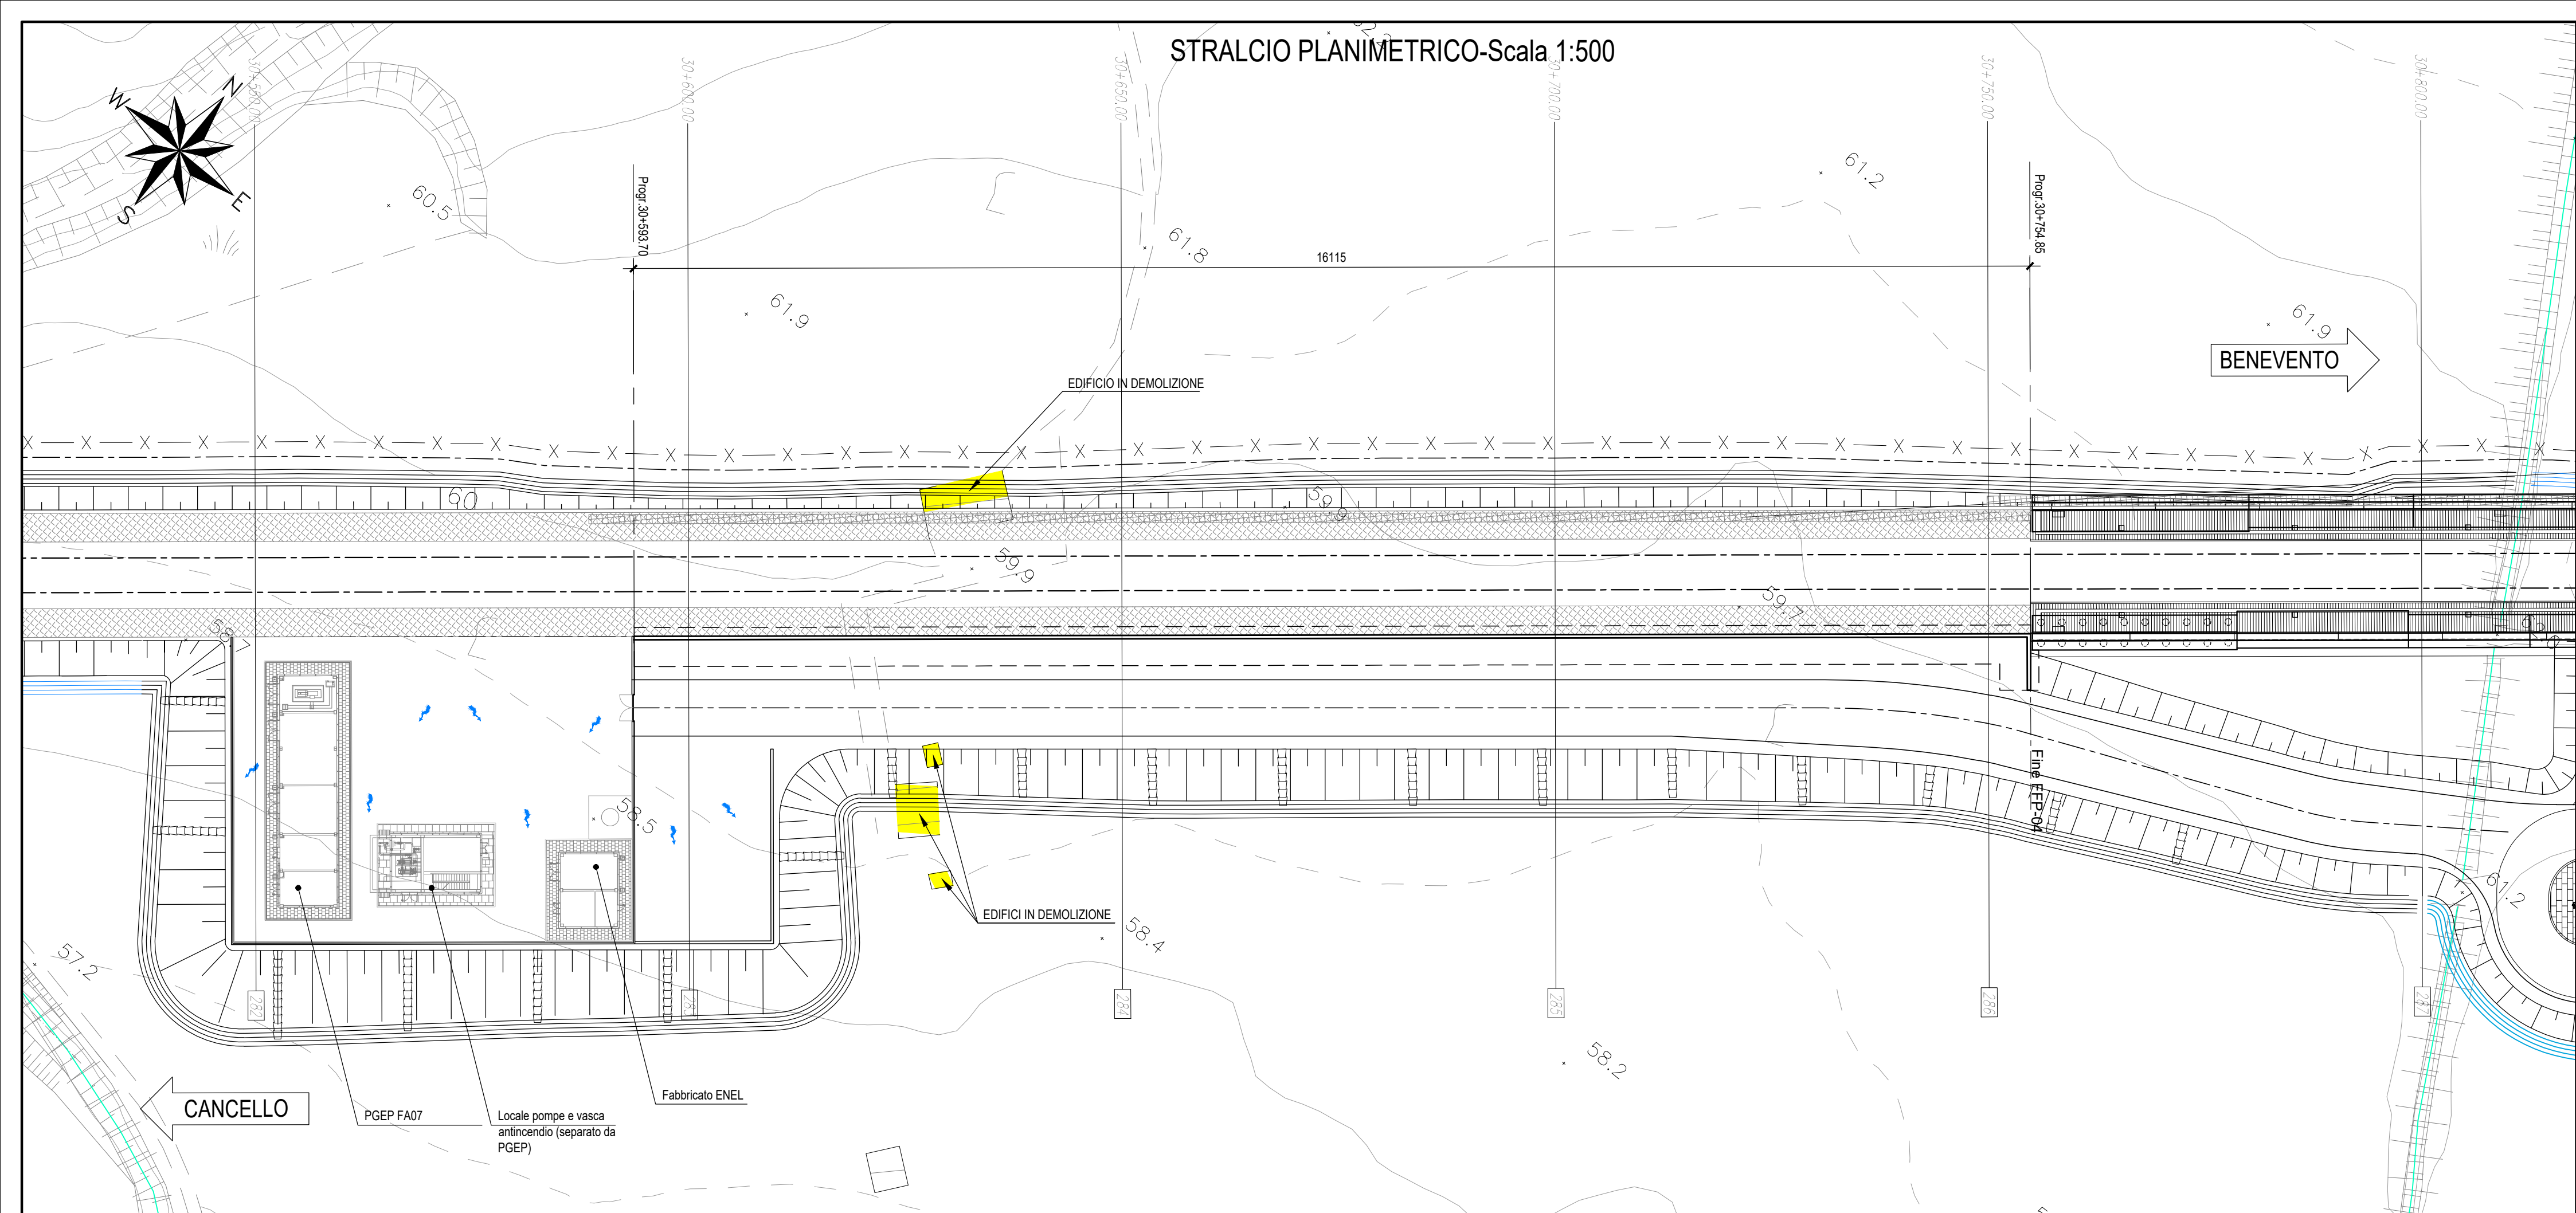 STRALCIO PLANIMETRICO-Scala 1:500
30+550.00
30+600.00
30+650.00
30+700.00
30+750.00
30+800.00
W
N
S
E
60.5
Progr.30+593.70
61.8
61.2
Progr.30+754.85
16115
61.9
61.9
BENEVENTO
EDIFICIO IN DEMOLIZIONE
60
59.9
59.9
59.7
58.7
58.5
Fine FFP-04
61.2
EDIFICI IN DEMOLIZIONE
58.4
57.2
282
283
284
285
286
287
58.2
CANCELLO
PGEP FA07
Locale pompe e vasca
antincendio (separato da
PGEP)
Fabbricato ENEL